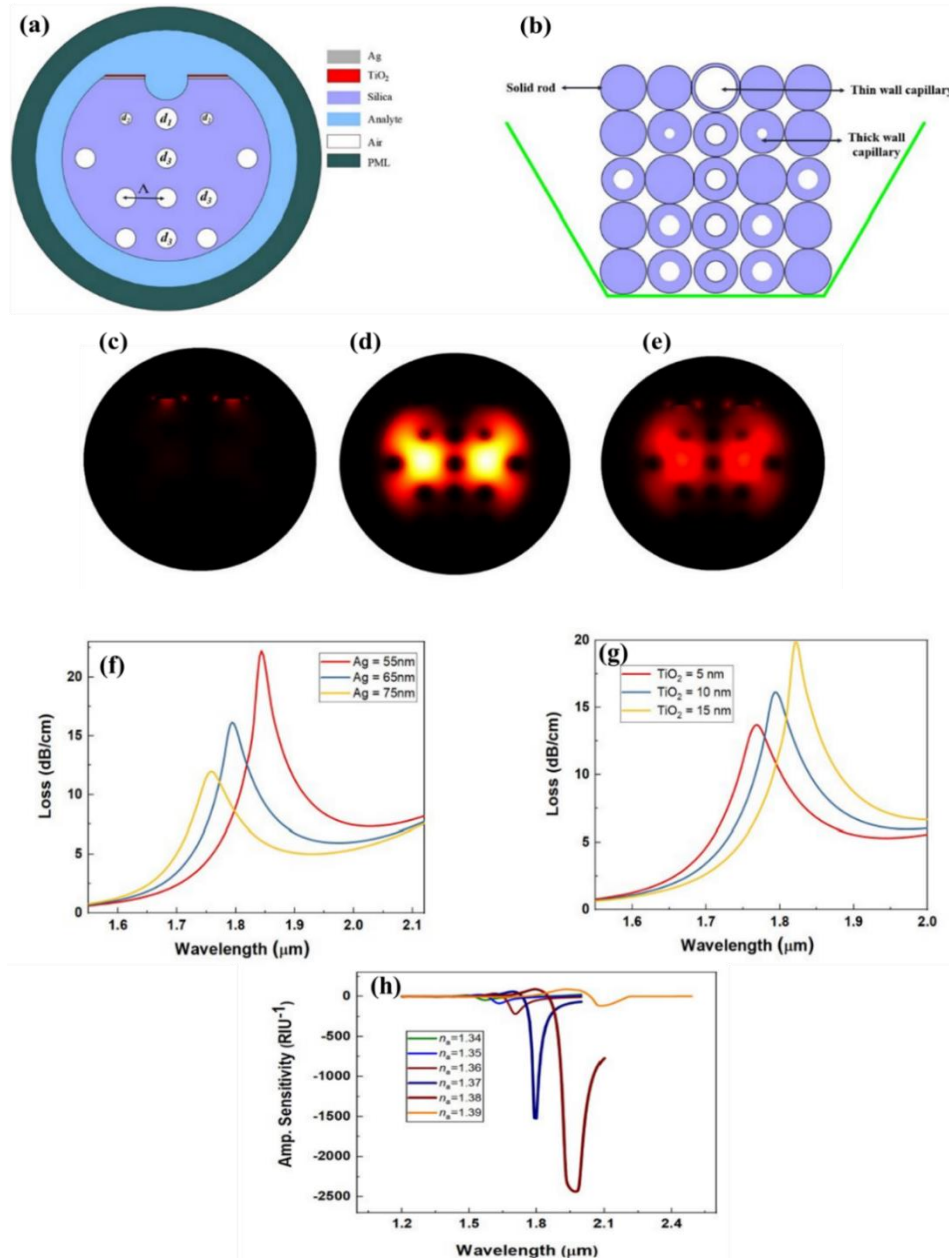 (a)
Ag
TiO₂
Silica
Analyte
Air
PML
d₂ d₁ d₂
d₃
Λ d₃
d₃
(b)
Solid rod
Thin wall capillary
Thick wall
capillary
(c)
(d)
(e)
(f)
Ag = 55nm
Ag = 65nm
Ag = 75nm
Loss (dB/cm)
20
15
10
5
0
1.6 1.7 1.8 1.9 2.0 2.1
Wavelength (μm)
(g)
TiO₂ = 5 nm
TiO₂ = 10 nm
TiO₂ = 15 nm
Loss (dB/cm)
20
15
10
5
0
1.6 1.7 1.8 1.9 2.0
Wavelength (μm)
(h)
nₐ=1.34
nₐ=1.35
nₐ=1.36
nₐ=1.37
nₐ=1.38
nₐ=1.39
Amp. Sensitivity (RIU⁻¹)
0
-500
-1000
-1500
-2000
-2500
1.2 1.5 1.8 2.1 2.4
Wavelength (μm)